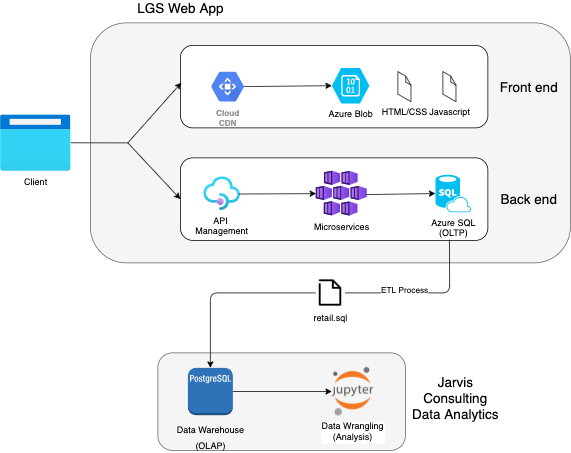 LGS Web App
Cloud
CDN
10
01
Azure Blob
HTML/CSS Javascript
Front end
Client
API
Management
Microservices
SQL
Azure SQL
(OLTP)
Back end
ETL Process
retail.sql
PostgreSQL
Data Warehouse
(OLAP)
jupyter
Data Wrangling
(Analysis)
Jarvis
Consulting
Data Analytics